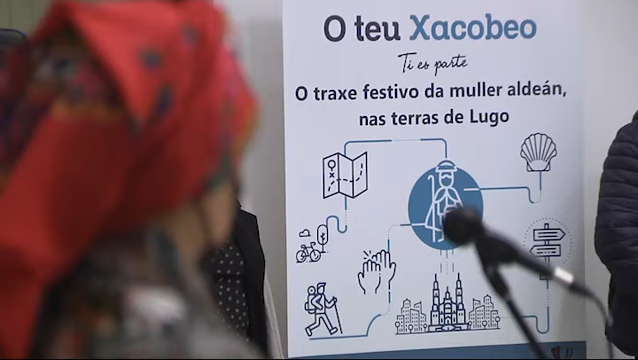 O teu Xacobeo
Ti es parte
O traxe festivo da muller aldeán,
nas terras de Lugo